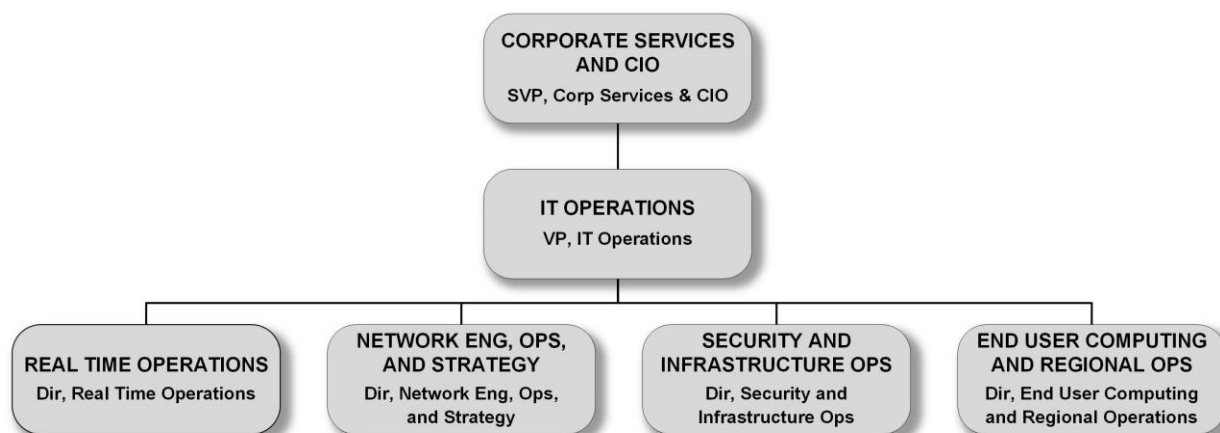 CORPORATE SERVICES
AND CIO
SVP, Corp Services & CIO
IT OPERATIONS
VP, IT Operations
REAL TIME OPERATIONS
Dir, Real Time Operations
NETWORK ENG, OPS,
AND STRATEGY
Dir, Network Eng, Ops,
and Strategy
SECURITY AND
INFRASTRUCTURE OPS
Dir, Security and
Infrastructure Ops
END USER COMPUTING
AND REGIONAL OPS
Dir, End User Computing
and Regional Operations